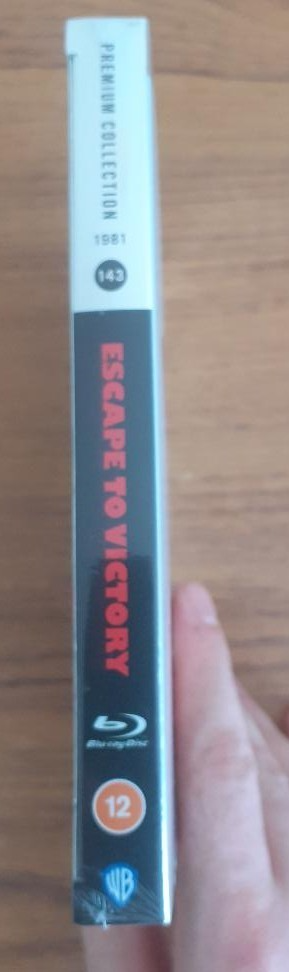 PREMIUM COLLECTION
1981
143
ESCAPE TO VICTORY
Blu-ray Disc
12
WB